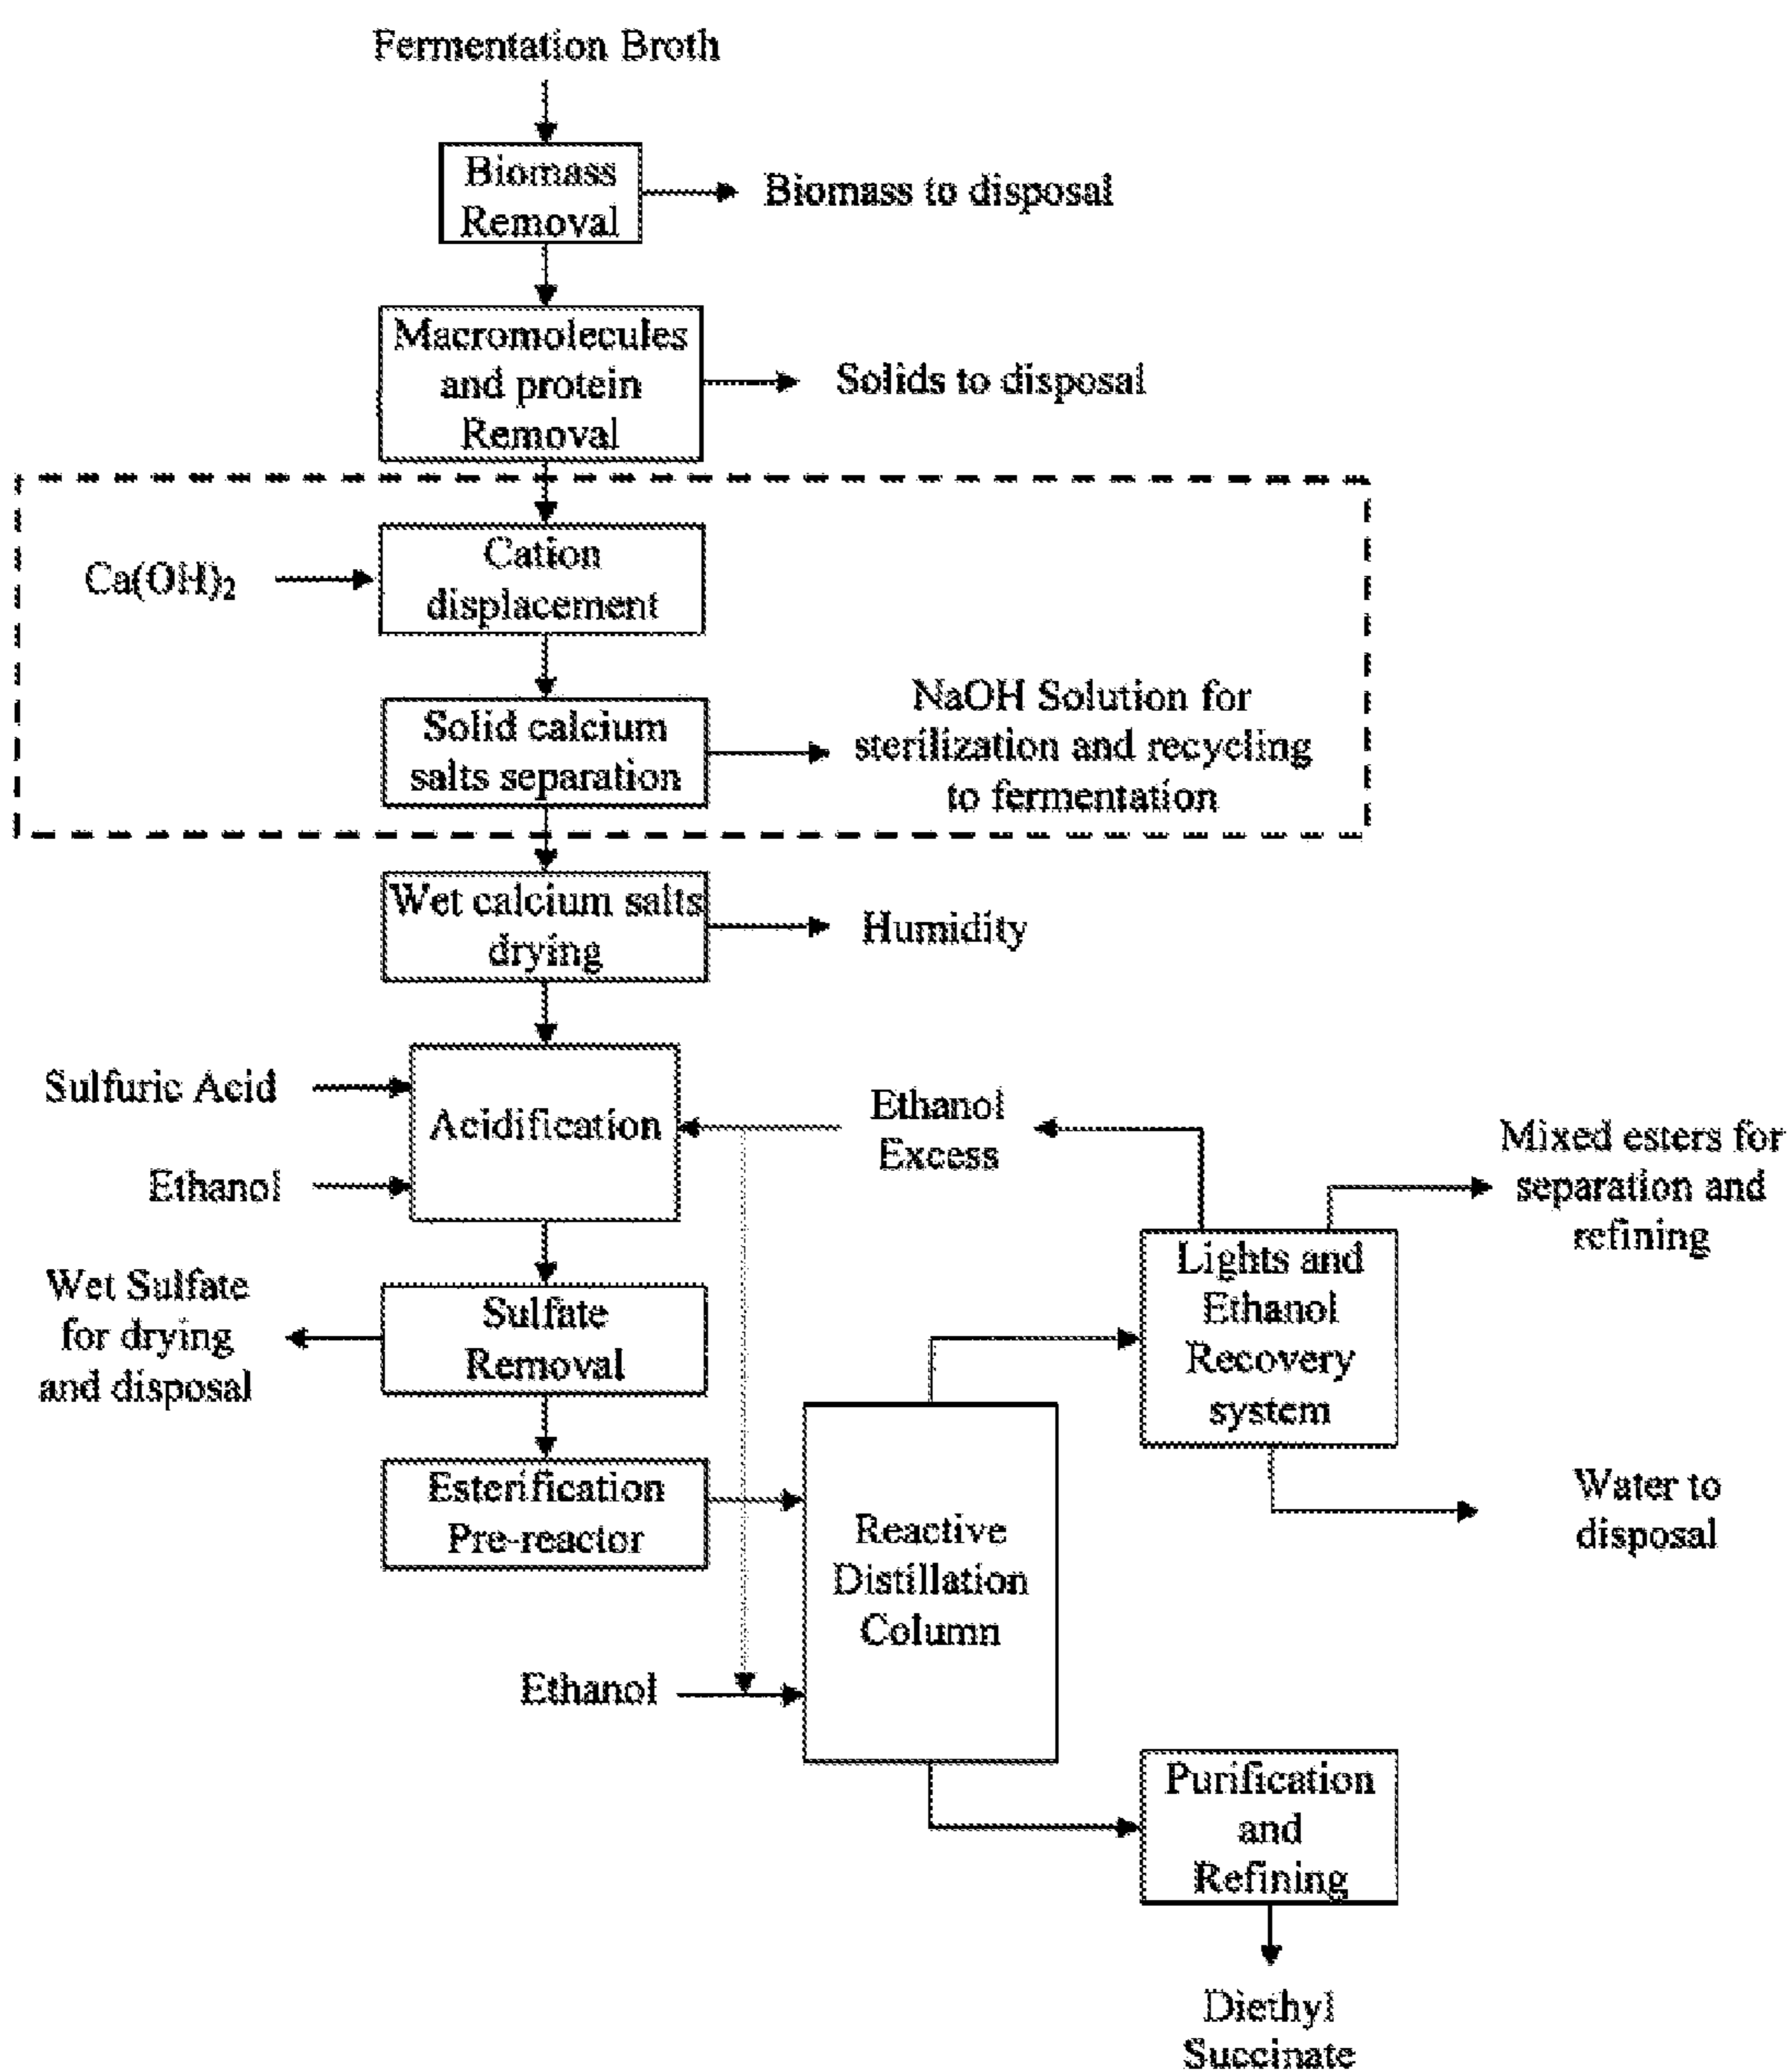 Fermentation Broth
Biomass
Removal
Biomass to disposal
Macromolecules
and protein
Removal
Solids to disposal
Ca(OH)₂
Cation
displacement
Solid calcium
salts separation
NaOH Solution for
sterilization and recycling
to fermentation
Wet calcium salts
drying
Humidity
Sulfuric Acid
Ethanol
Acidification
Ethanol
Excess
Mixed esters for
separation and
refining
Lights and
Ethanol
Recovery
system
Wet Sulfate
for drying
and disposal
Sulfate
Removal
Esterification
Pre-reactor
Reactive
Distillation
Column
Water to
disposal
Ethanol
Purification
and
Refining
Diethyl
Succinate